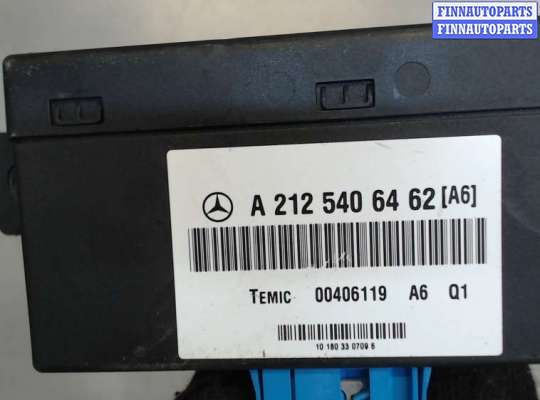 FINNAUTOPARTS
FINNAUTOPARTS
A 212 540 64 62 [A6]
TEMIC 00406119 A6 Q1
10 180 33 0709 6